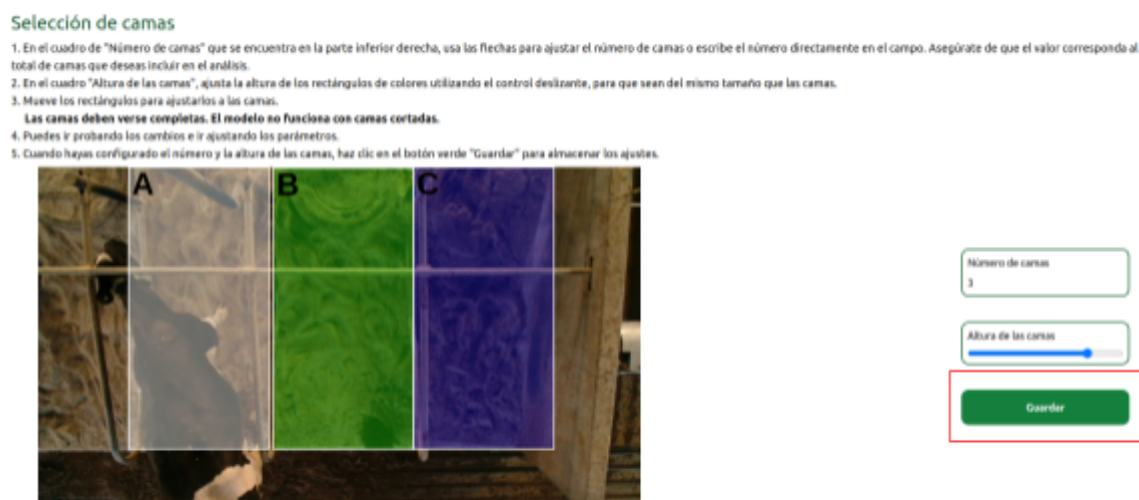 Selección de camas
1. En el cuadro de "Número de camas" que se encuentra en la parte inferior derecha, usa las flechas para ajustar el número de camas o escribe el número directamente en el campo. Asegúrate de que el valor corresponda al
total de camas que deseas incluir en el análisis.
2. En el cuadro "Altura de las camas", ajusta la altura de los rectángulos de colores utilizando el control deslizante, para que sean del mismo tamaño que las camas.
3. Mueve los rectángulos para ajustarlos a las camas.
Las camas deben verse completas. El modelo no funciona con camas cortadas.
4. Puedes ir probando los cambios e ir ajustando los parámetros.
5. Cuando hayas configurado el número y la altura de las camas, haz clic en el botón verde "Guardar" para almacenar los ajustes.
A B C
Número de camas
3
Altura de las camas
Guardar